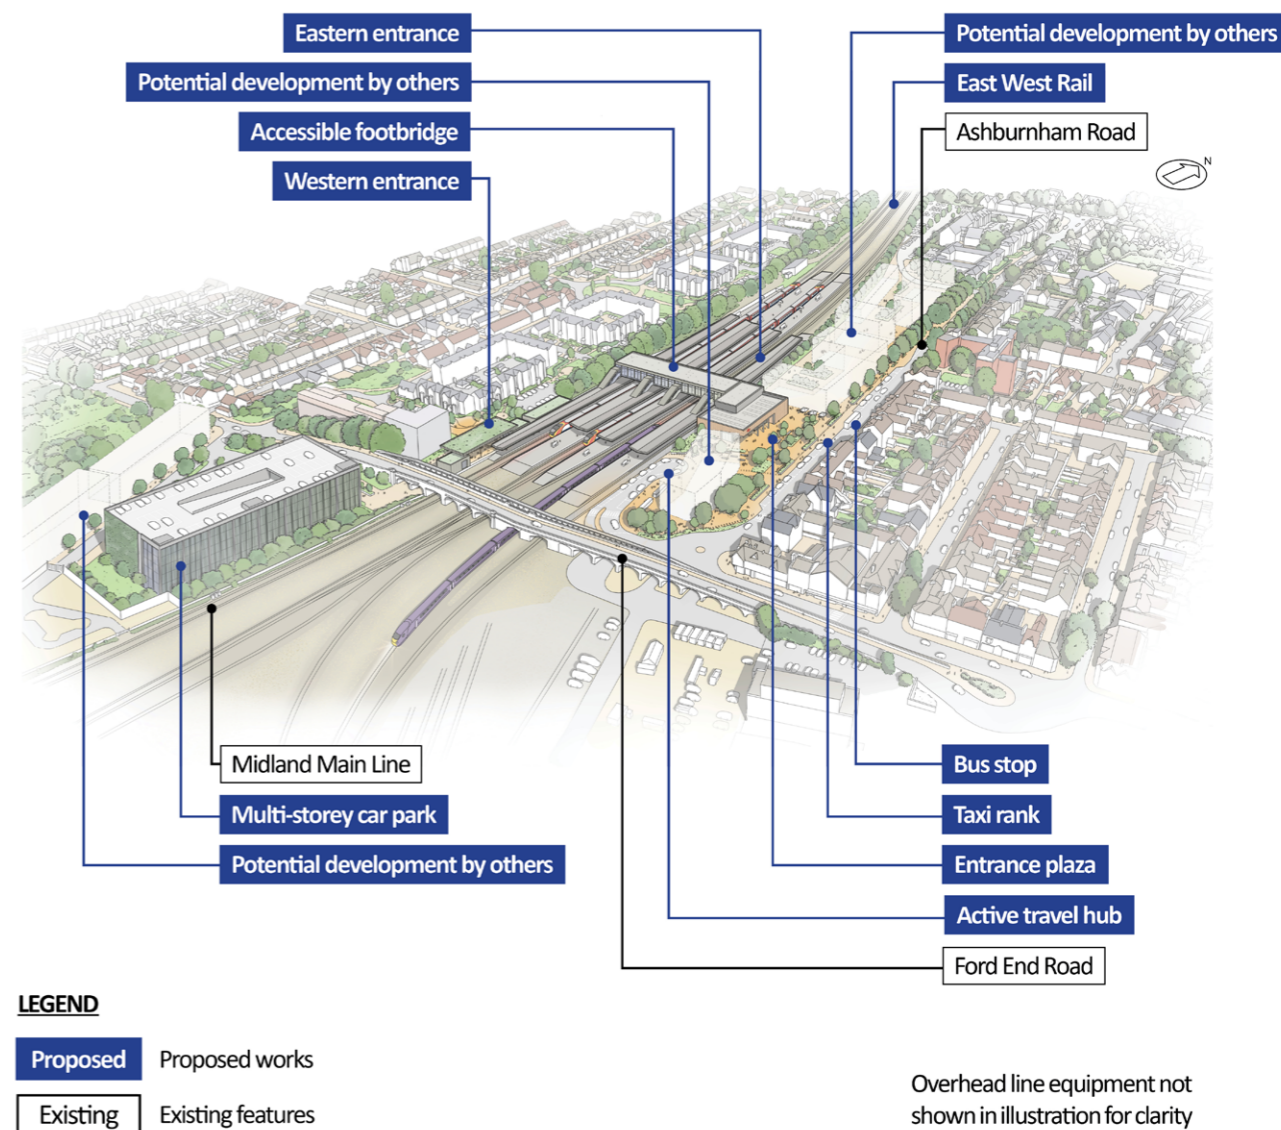 Eastern entrance
Potential development by others
Accessible footbridge
Western entrance
Potential development by others
East West Rail
Ashburnham Road
N
Midland Main Line
Multi-storey car park
Potential development by others
Bus stop
Taxi rank
Entrance plaza
Active travel hub
Ford End Road
LEGEND
Proposed Proposed works
Existing Existing features
Overhead line equipment not
shown in illustration for clarity